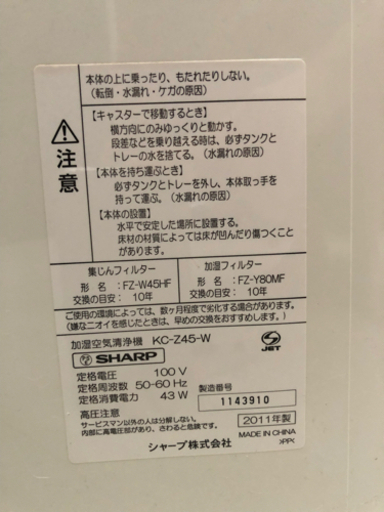 本体の上に乗ったり、もたれたりしない。
(転倒・水漏れ・ケガの原因)
注意
【キャスターで移動するとき】
横方向にのみゆっくりと動かす。
段差などを乗り越える時は、必ずタンクと
トレーの水を捨てる。(水漏れの原因)
【本体を持ち運ぶとき】
必ずタンクとトレーを外し、本体取っ手を
持って運ぶ。(水漏れの原因)
【本体の設置】
水平で安定した場所に設置する。
床材の材質によっては床が凹んだり傷つくこと
がありますのでご注意ください。
集じんフィルター
形 名 : FZ-W45HF
交換の目安 : 10年
加湿フィルター
形 名 : FZ-Y80MF
交換の目安 : 10年
ご使用の環境によって、数ヶ月程度で劣化する場合があります。
(嫌なニオイを感じたときは、早めの交換をおすすめします)
加湿空気清浄機 KC-Z45-W
SHARP
S
JET
定格電圧 100 V
定格周波数 50-60 Hz
定格消費電力 43 W
製造番号
1143910
高圧注意
サービスマン以外の人は分解しない。
内部に高電圧部があり、さわると危険です。
2011年製
MADE IN CHINA
シャープ株式会社
>PP<